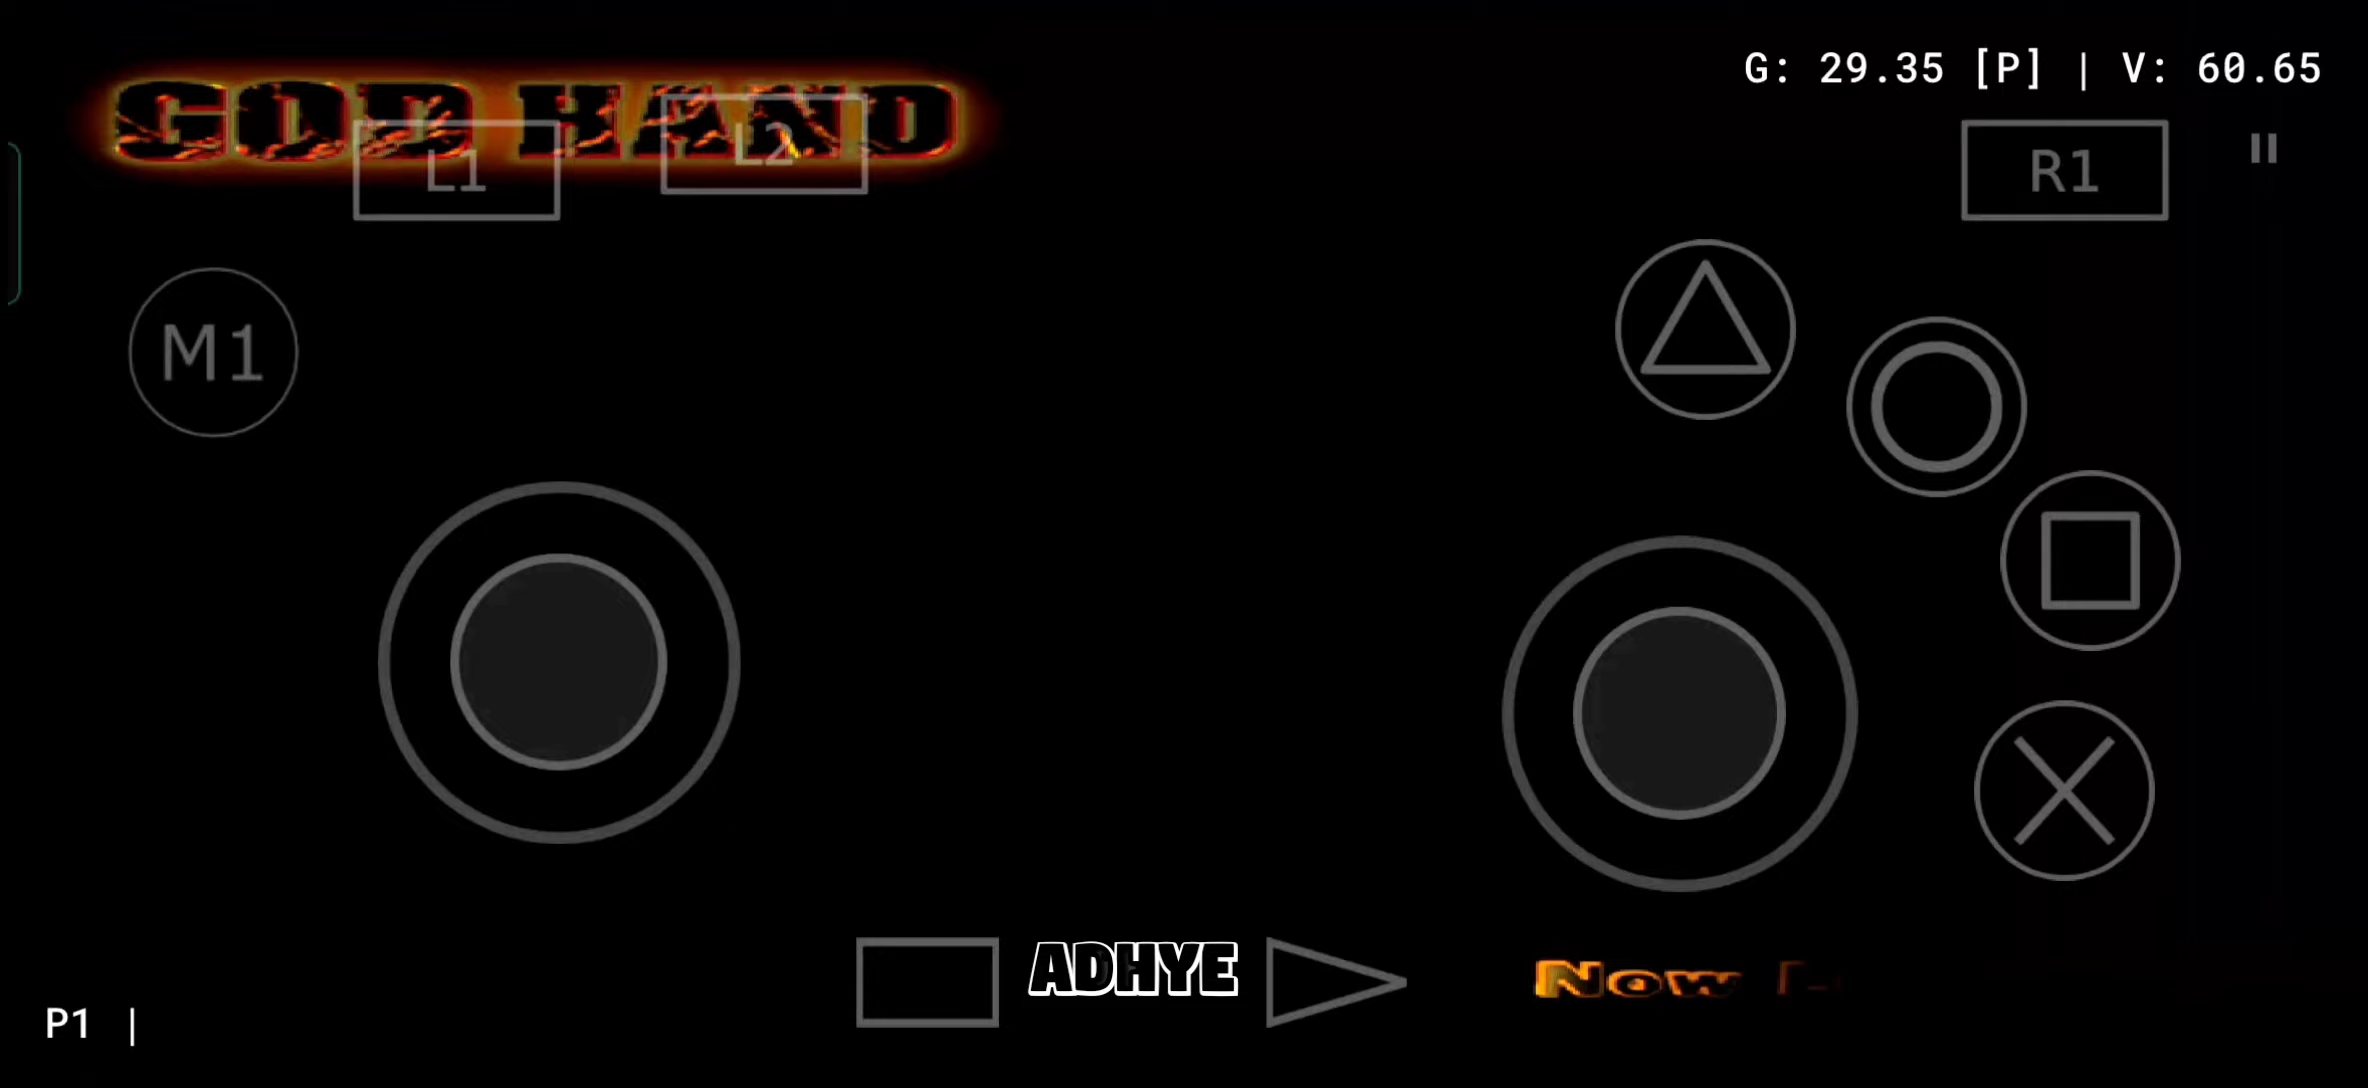 GOD HAND
G: 29.35 [P] | V: 60.65
L1
L2
R1
M1
ADHYE
Now L
P1 |